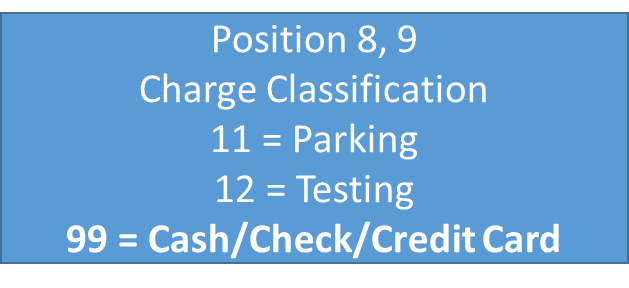 Position 8, 9
Charge Classification
11 = Parking
12 = Testing
99 = Cash/Check/Credit Card